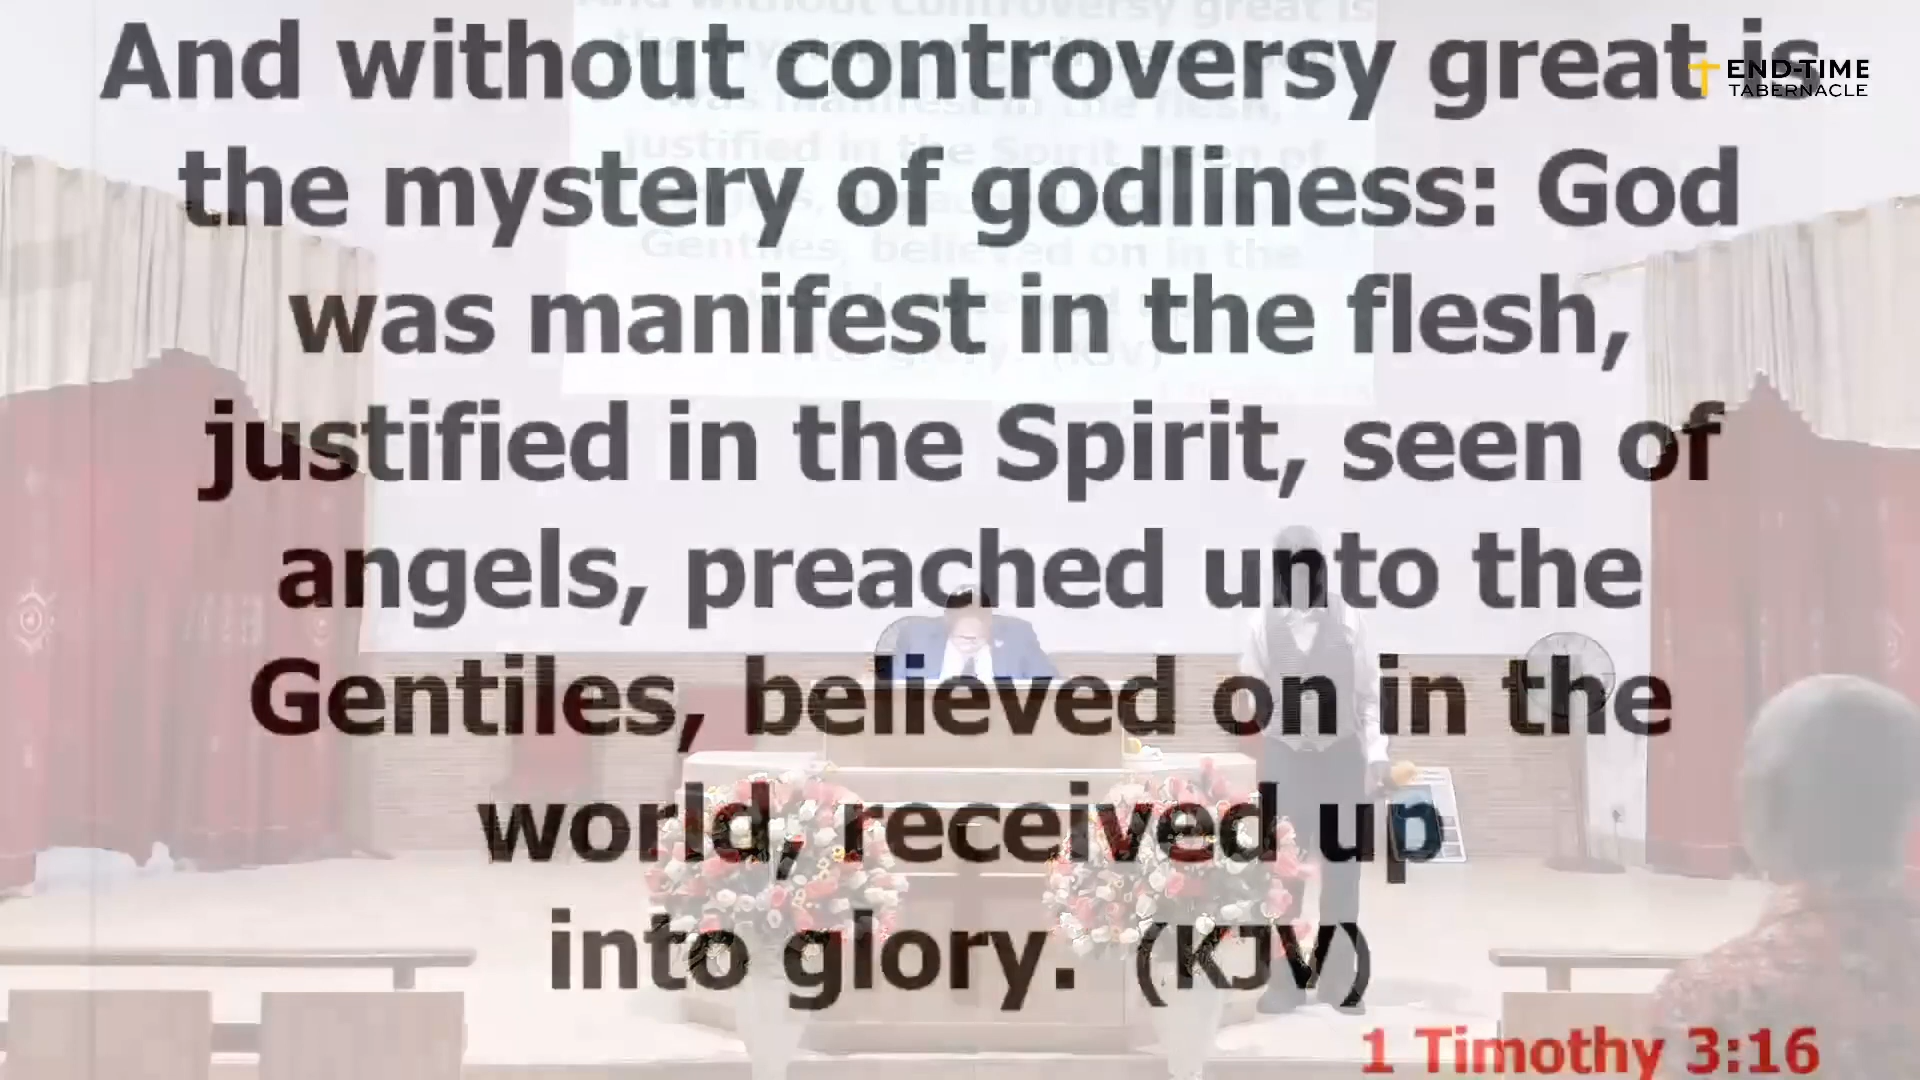 And without controversy great is
the mystery of godliness: God
was manifest in the flesh,
justified in the Spirit, seen of
angels, preached unto the
Gentiles, believed on in the
world, received up
into glory. (KJV)
1 Timothy 3:16
END-TIME
TABERNACLE